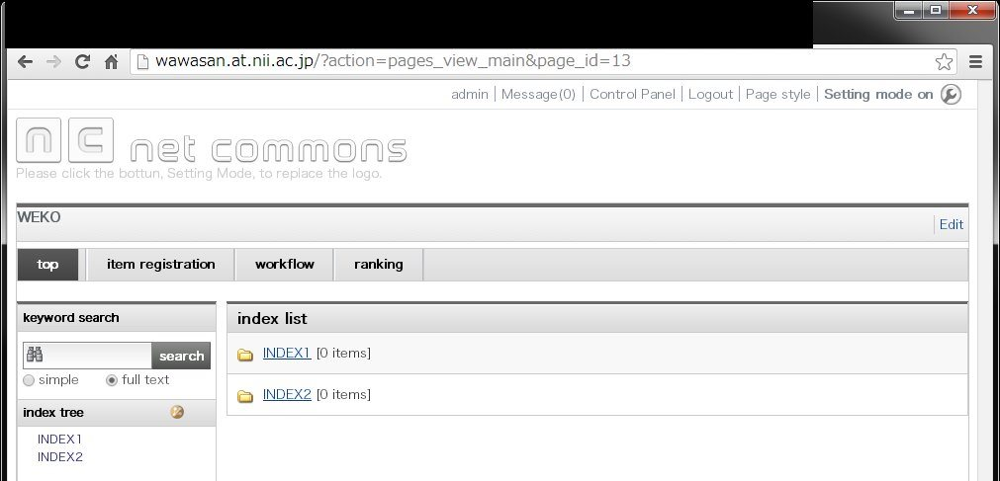 wawasan.at.nii.ac.jp/?action=pages_view_main&page_id=13
admin | Message(0) | Control Panel | Logout | Page style | Setting mode on
nc net commons
Please click the bottun, Setting Mode, to replace the logo.
WEKO
Edit
top item registration workflow ranking
keyword search
search
simple full text
index tree
INDEX1
INDEX2
index list
INDEX1 [0 items]
INDEX2 [0 items]